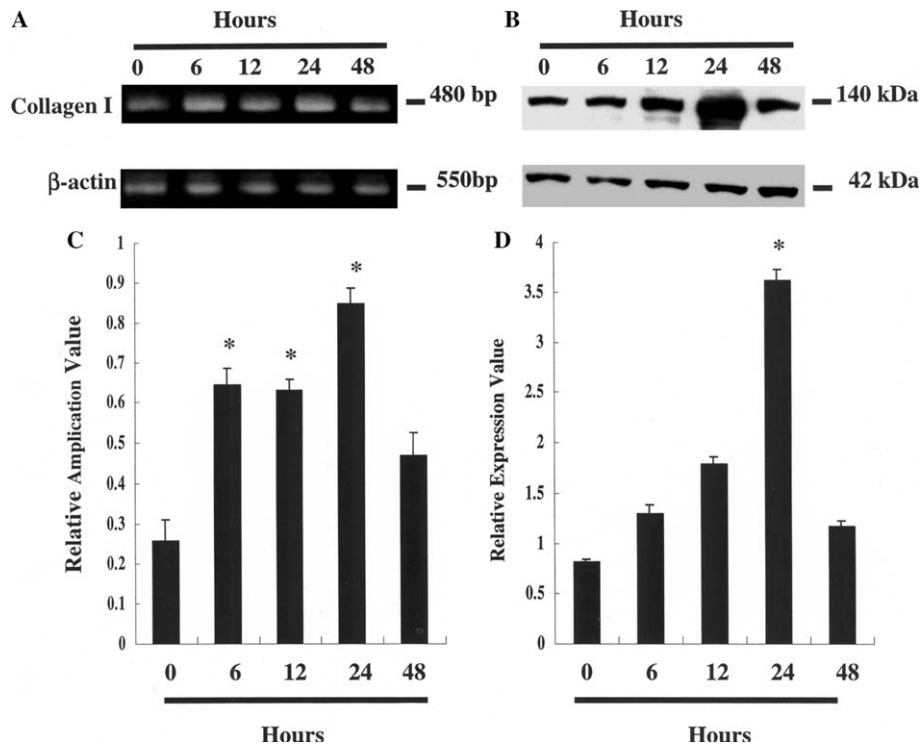 A
Hours
0 6 12 24 48
Collagen I
480 bp
β-actin
550bp
B
Hours
0 6 12 24 48
140 kDa
42 kDa
C
Relative Amplication Value
1
0.9
0.8
0.7
0.6
0.5
0.4
0.3
0.2
0.1
0
* * *
0 6 12 24 48
Hours
D
Relative Expression Value
4
3.5
3
2.5
2
1.5
1
0.5
0
*
0 6 12 24 48
Hours